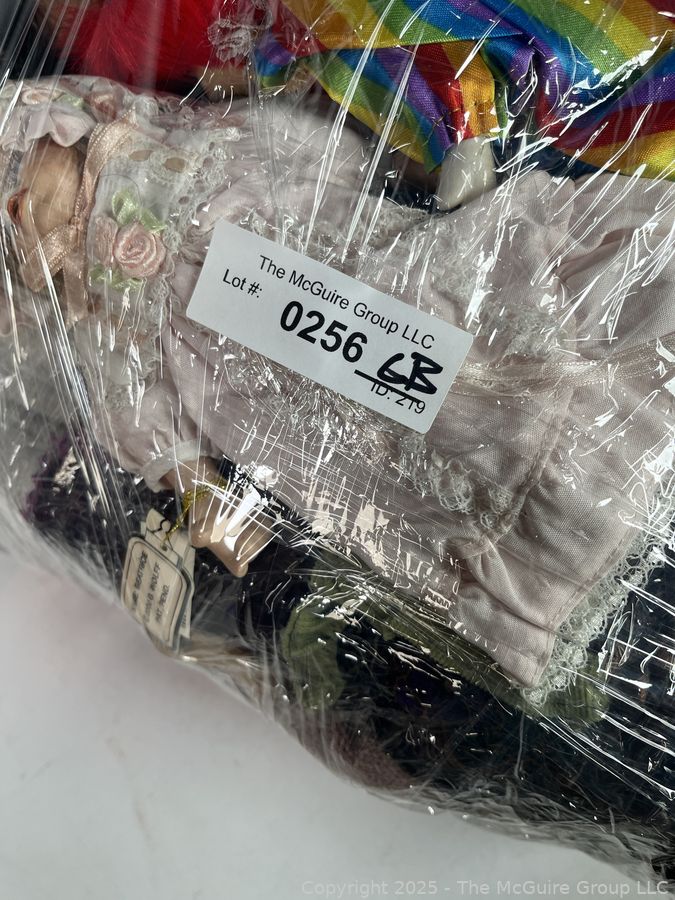 The McGuire Group LLC
Lot #:
0256
6B
ID: 219
Copyright 2025 - The McGuire Group LLC